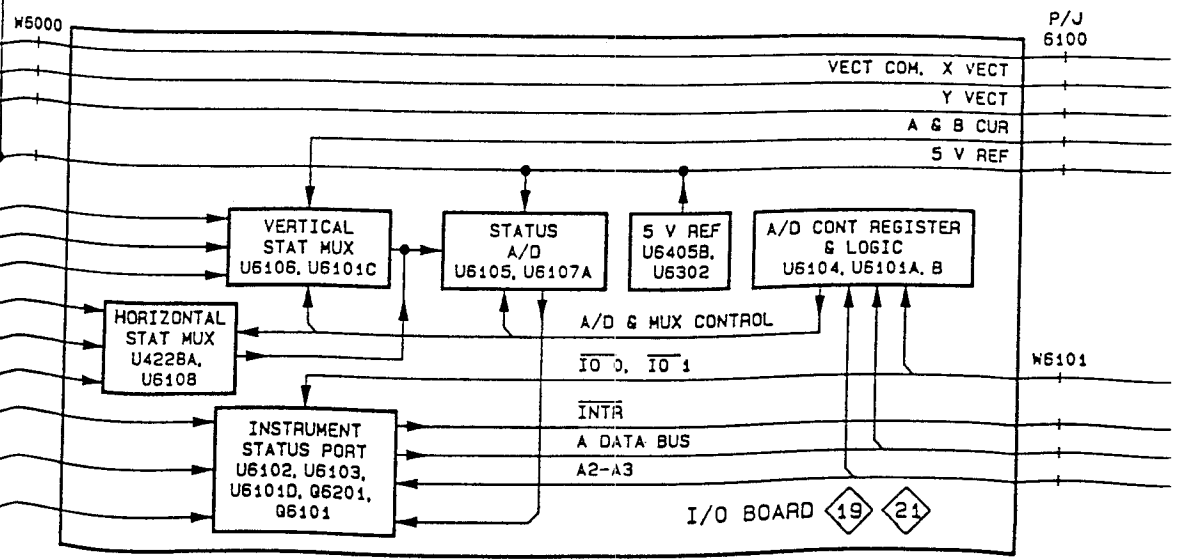 W5000
P/J
6100
VECT COM, X VECT
Y VECT
A & B CUR
5 V REF
VERTICAL
STAT MUX
U6106, U6101C
STATUS
A/D
U6105, U6107A
5 V REF
U6405B,
U6302
A/D CONT REGISTER
& LOGIC
U6104, U6101A, B
HORIZONTAL
STAT MUX
U4228A,
U6108
A/D & MUX CONTROL
IO 0, IO 1
W6101
INTR
A DATA BUS
A2-A3
INSTRUMENT
STATUS PORT
U6102, U6103,
U6101D, Q6201,
Q6101
I/O BOARD 19 21